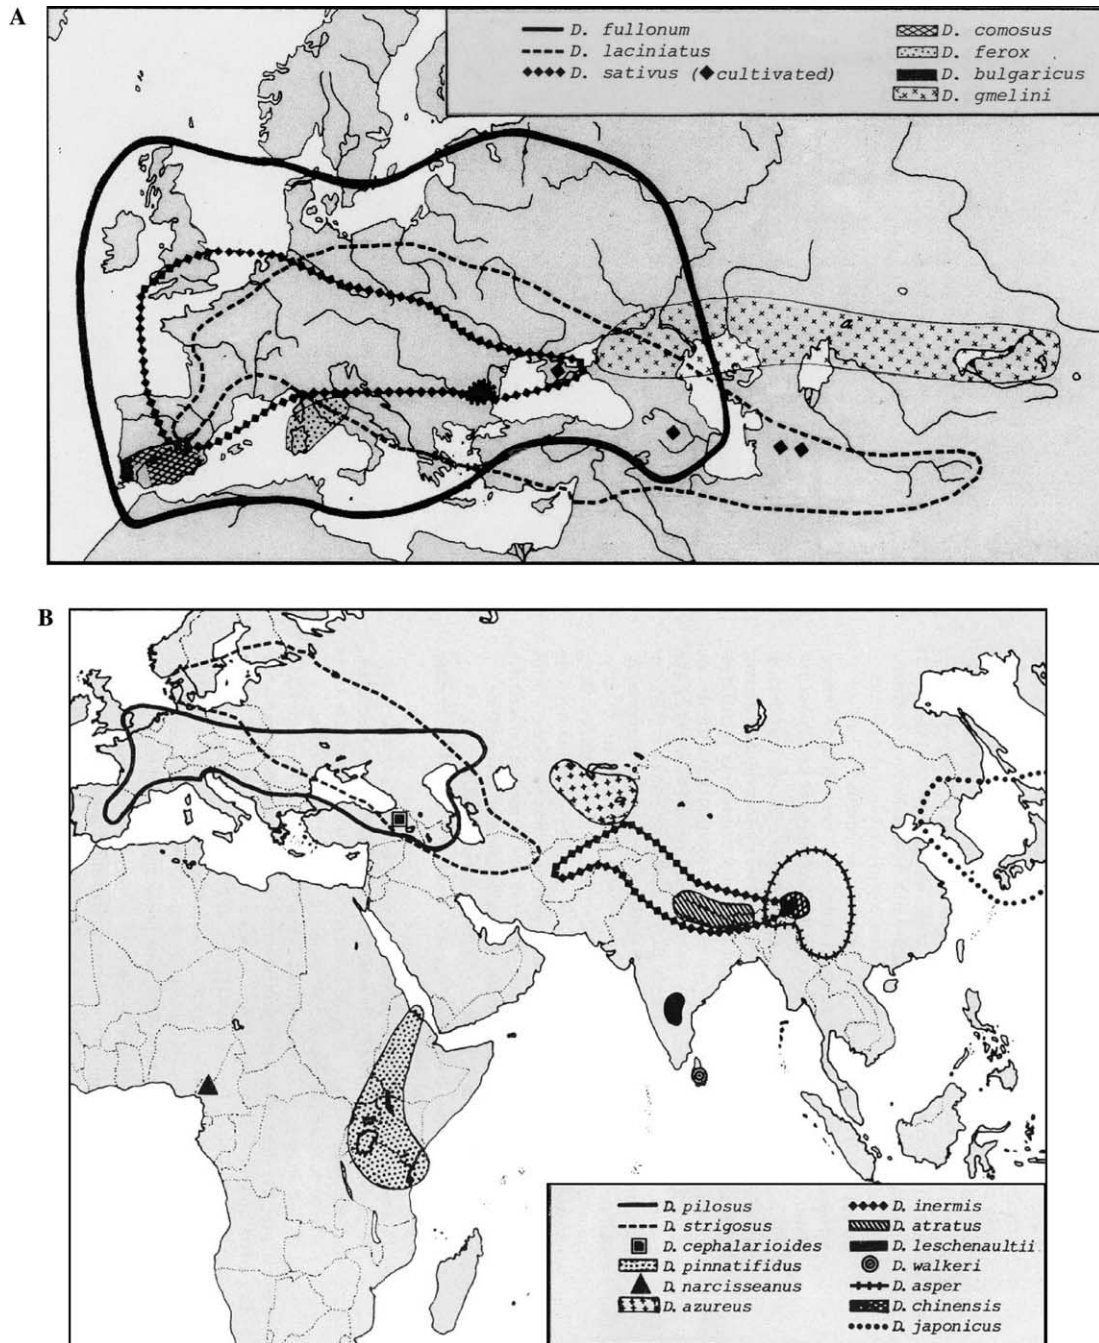 A
D. fullonum
D. laciniatus
D. sativus (◆cultivated)
D. comosus
D. ferox
D. bulgaricus
D. gmelini
B
D. pilosus
D. strigosus
D. cephalarioides
D. pinnatifidus
D. narcisseanus
D. azureus
D. inermis
D. atratus
D. leschenaultii
D. walkeri
D. asper
D. chinensis
D. japonicus